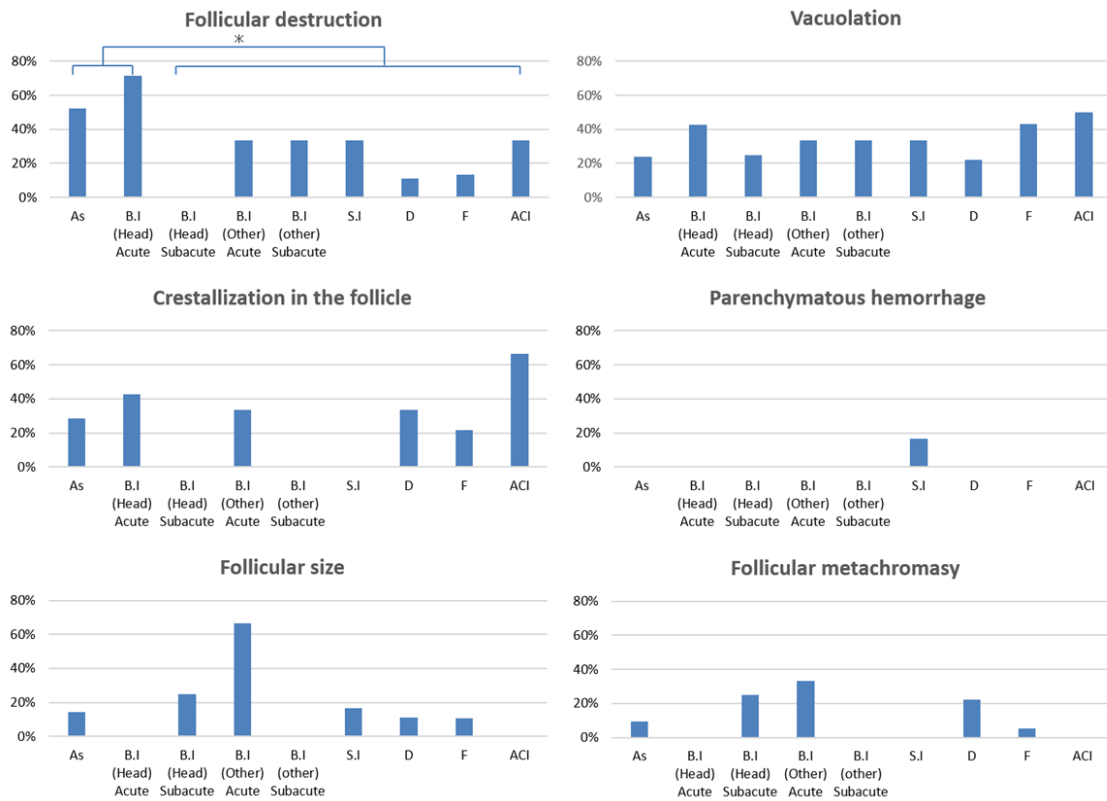 Follicular destruction
*
80%
60%
40%
20%
0%
As
B.I
(Head)
Acute
B.I
(Head)
Subacute
B.I
(Other)
Acute
B.I
(other)
Subacute
S.I
D
F
ACI
Vacuolation
80%
60%
40%
20%
0%
As
B.I
(Head)
Acute
B.I
(Head)
Subacute
B.I
(Other)
Acute
B.I
(other)
Subacute
S.I
D
F
ACI
Crestallization in the follicle
80%
60%
40%
20%
0%
As
B.I
(Head)
Acute
B.I
(Head)
Subacute
B.I
(Other)
Acute
B.I
(other)
Subacute
S.I
D
F
ACI
Parenchymatous hemorrhage
80%
60%
40%
20%
0%
As
B.I
(Head)
Acute
B.I
(Head)
Subacute
B.I
(Other)
Acute
B.I
(other)
Subacute
S.I
D
F
ACI
Follicular size
80%
60%
40%
20%
0%
As
B.I
(Head)
Acute
B.I
(Head)
Subacute
B.I
(Other)
Acute
B.I
(other)
Subacute
S.I
D
F
ACI
Follicular metachromasy
80%
60%
40%
20%
0%
As
B.I
(Head)
Acute
B.I
(Head)
Subacute
B.I
(Other)
Acute
B.I
(other)
Subacute
S.I
D
F
ACI